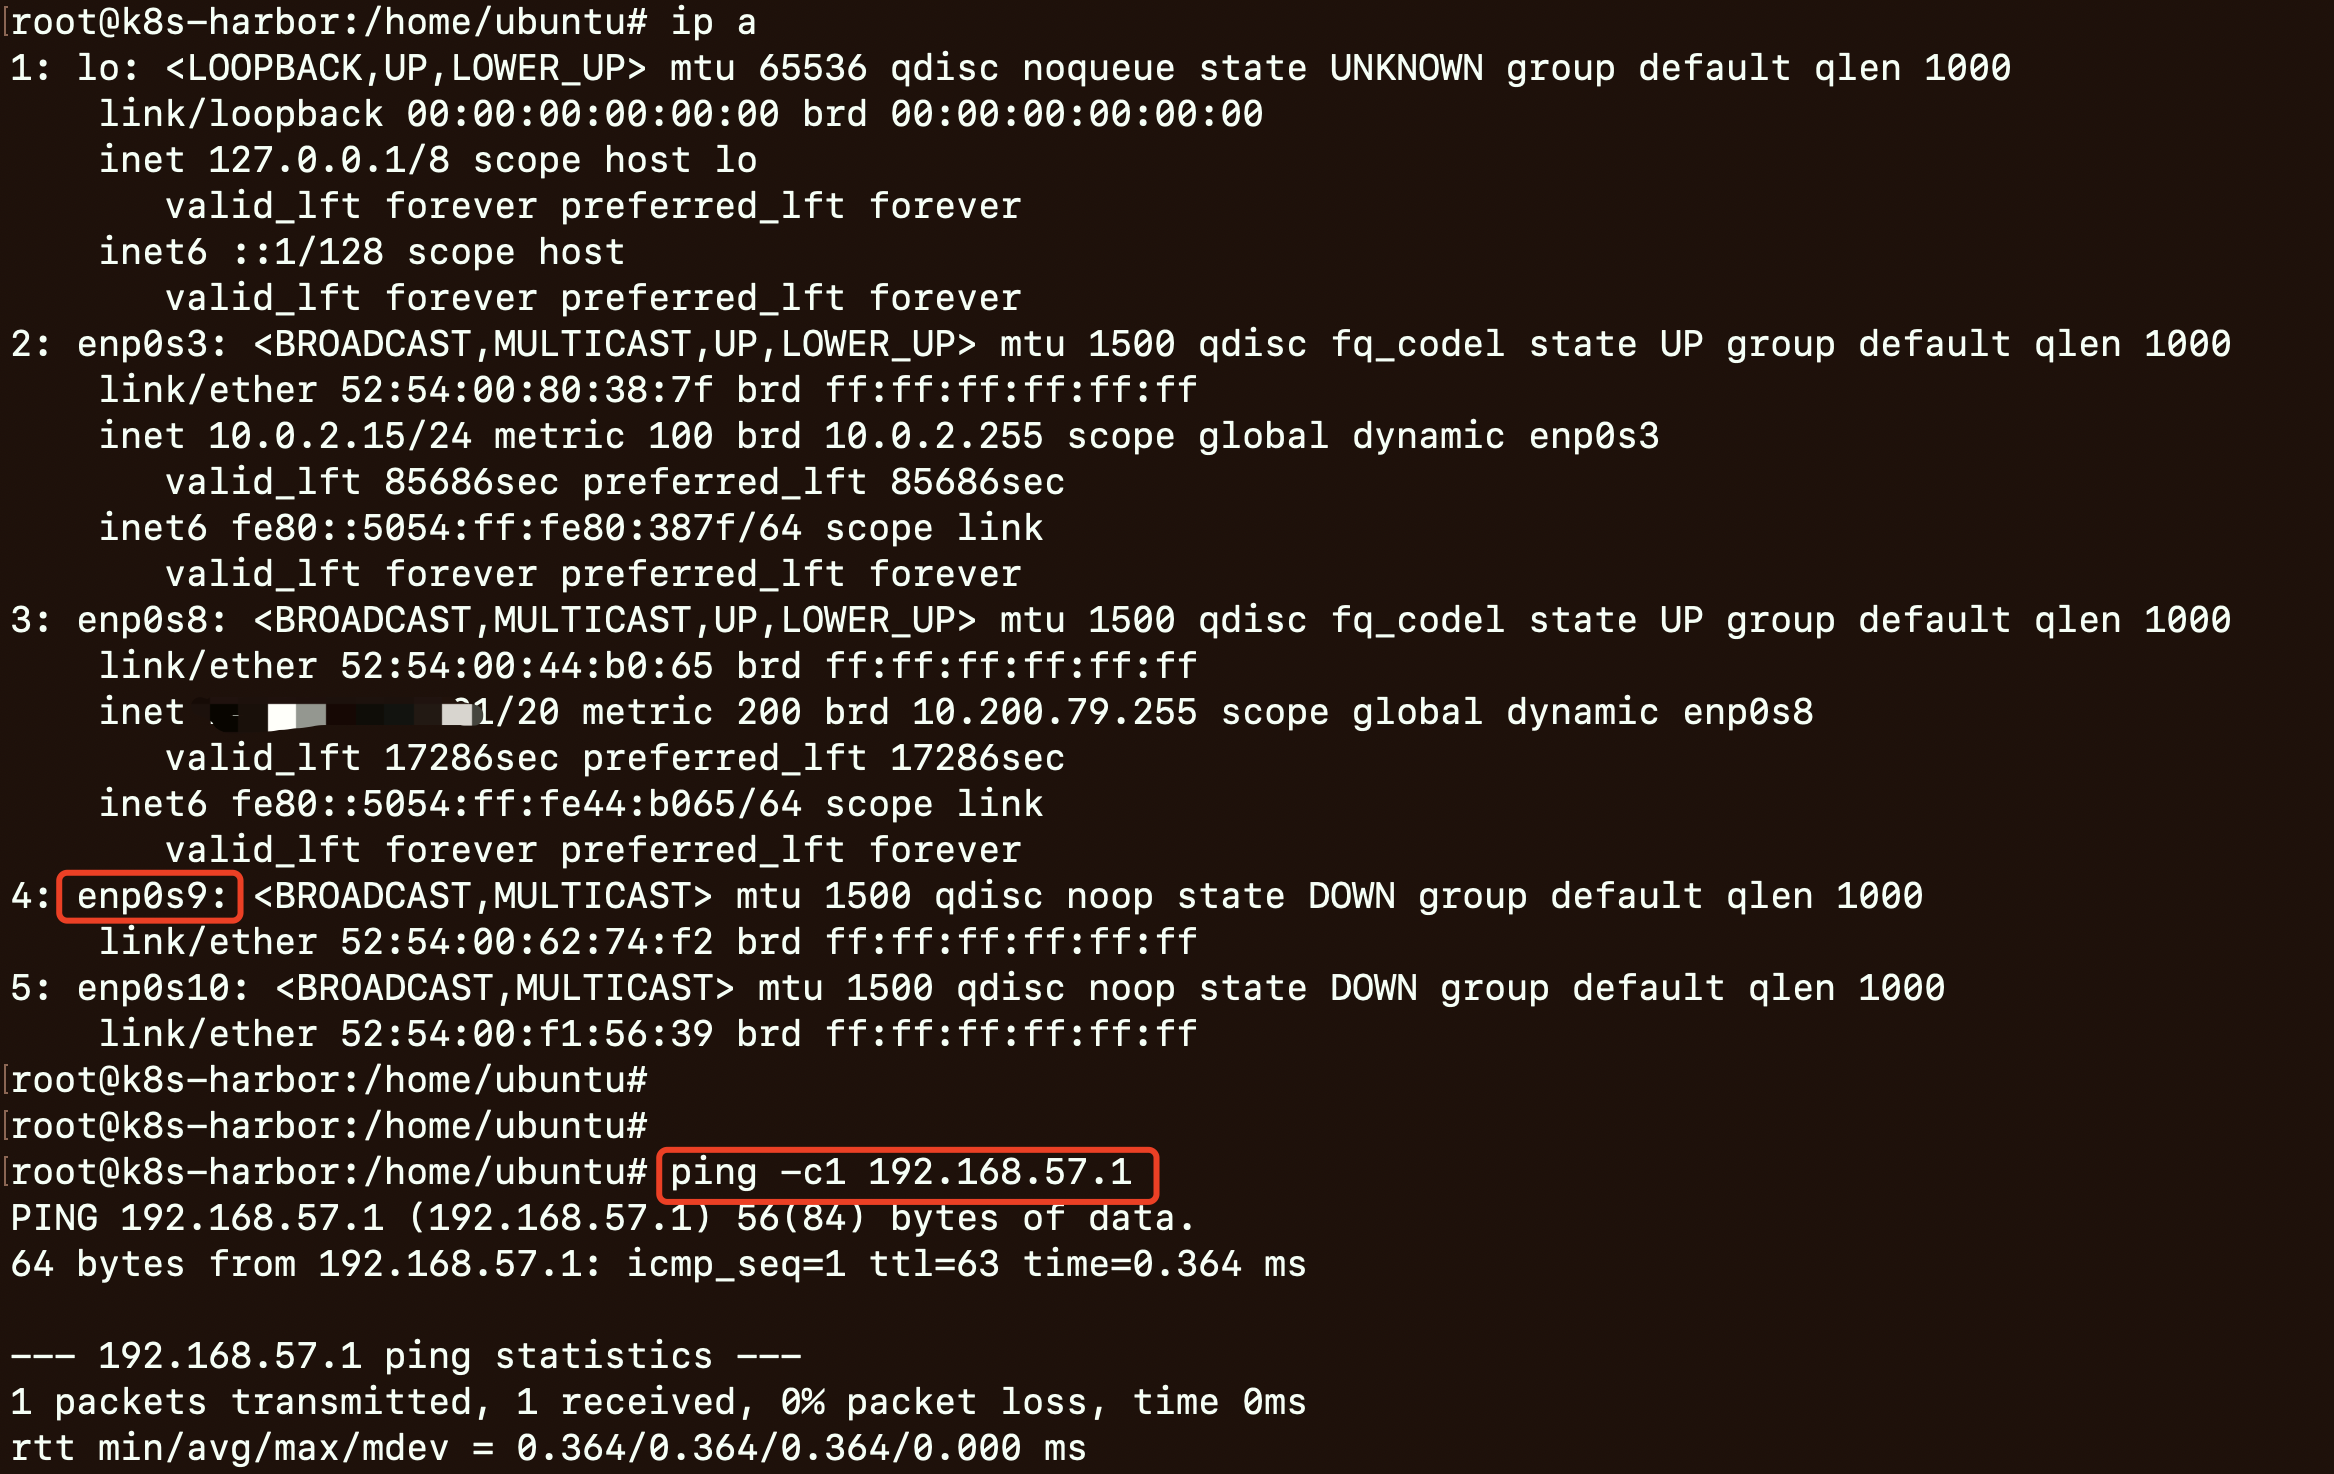 root@k8s-harbor:/home/ubuntu# ip a
1: lo: <LOOPBACK,UP,LOWER_UP> mtu 65536 qdisc noqueue state UNKNOWN group default qlen 1000
    link/loopback 00:00:00:00:00:00 brd 00:00:00:00:00:00
    inet 127.0.0.1/8 scope host lo
       valid_lft forever preferred_lft forever
    inet6 ::1/128 scope host
       valid_lft forever preferred_lft forever
2: enp0s3: <BROADCAST,MULTICAST,UP,LOWER_UP> mtu 1500 qdisc fq_codel state UP group default qlen 1000
    link/ether 52:54:00:80:38:7f brd ff:ff:ff:ff:ff:ff
    inet 10.0.2.15/24 metric 100 brd 10.0.2.255 scope global dynamic enp0s3
       valid_lft 85686sec preferred_lft 85686sec
    inet6 fe80::5054:ff:fe80:387f/64 scope link
       valid_lft forever preferred_lft forever
3: enp0s8: <BROADCAST,MULTICAST,UP,LOWER_UP> mtu 1500 qdisc fq_codel state UP group default qlen 1000
    link/ether 52:54:00:44:b0:65 brd ff:ff:ff:ff:ff:ff
    inet 1/20 metric 200 brd 10.200.79.255 scope global dynamic enp0s8
       valid_lft 17286sec preferred_lft 17286sec
    inet6 fe80::5054:ff:fe44:b065/64 scope link
       valid_lft forever preferred_lft forever
4: enp0s9: <BROADCAST,MULTICAST> mtu 1500 qdisc noop state DOWN group default qlen 1000
    link/ether 52:54:00:62:74:f2 brd ff:ff:ff:ff:ff:ff
5: enp0s10: <BROADCAST,MULTICAST> mtu 1500 qdisc noop state DOWN group default qlen 1000
    link/ether 52:54:00:f1:56:39 brd ff:ff:ff:ff:ff:ff
root@k8s-harbor:/home/ubuntu#
root@k8s-harbor:/home/ubuntu#
root@k8s-harbor:/home/ubuntu# ping -c1 192.168.57.1
PING 192.168.57.1 (192.168.57.1) 56(84) bytes of data.
64 bytes from 192.168.57.1: icmp_seq=1 ttl=63 time=0.364 ms

--- 192.168.57.1 ping statistics ---
1 packets transmitted, 1 received, 0% packet loss, time 0ms
rtt min/avg/max/mdev = 0.364/0.364/0.364/0.000 ms